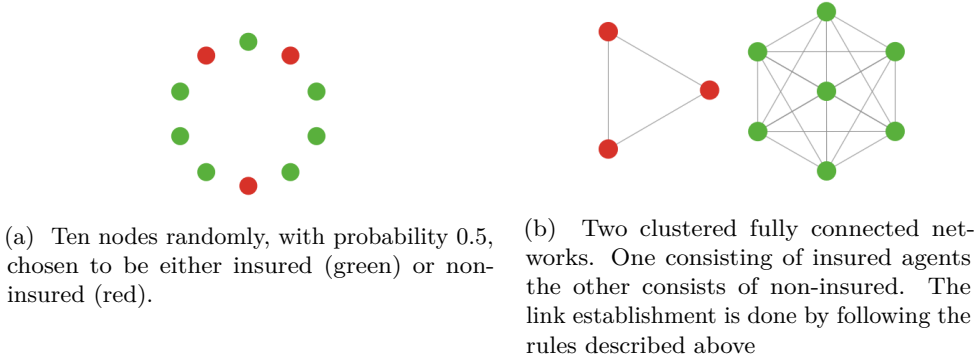 (a) Ten nodes randomly, with probability 0.5,
chosen to be either insured (green) or non-
insured (red).
(b) Two clustered fully connected net-
works. One consisting of insured agents
the other consists of non-insured. The
link establishment is done by following the
rules described above